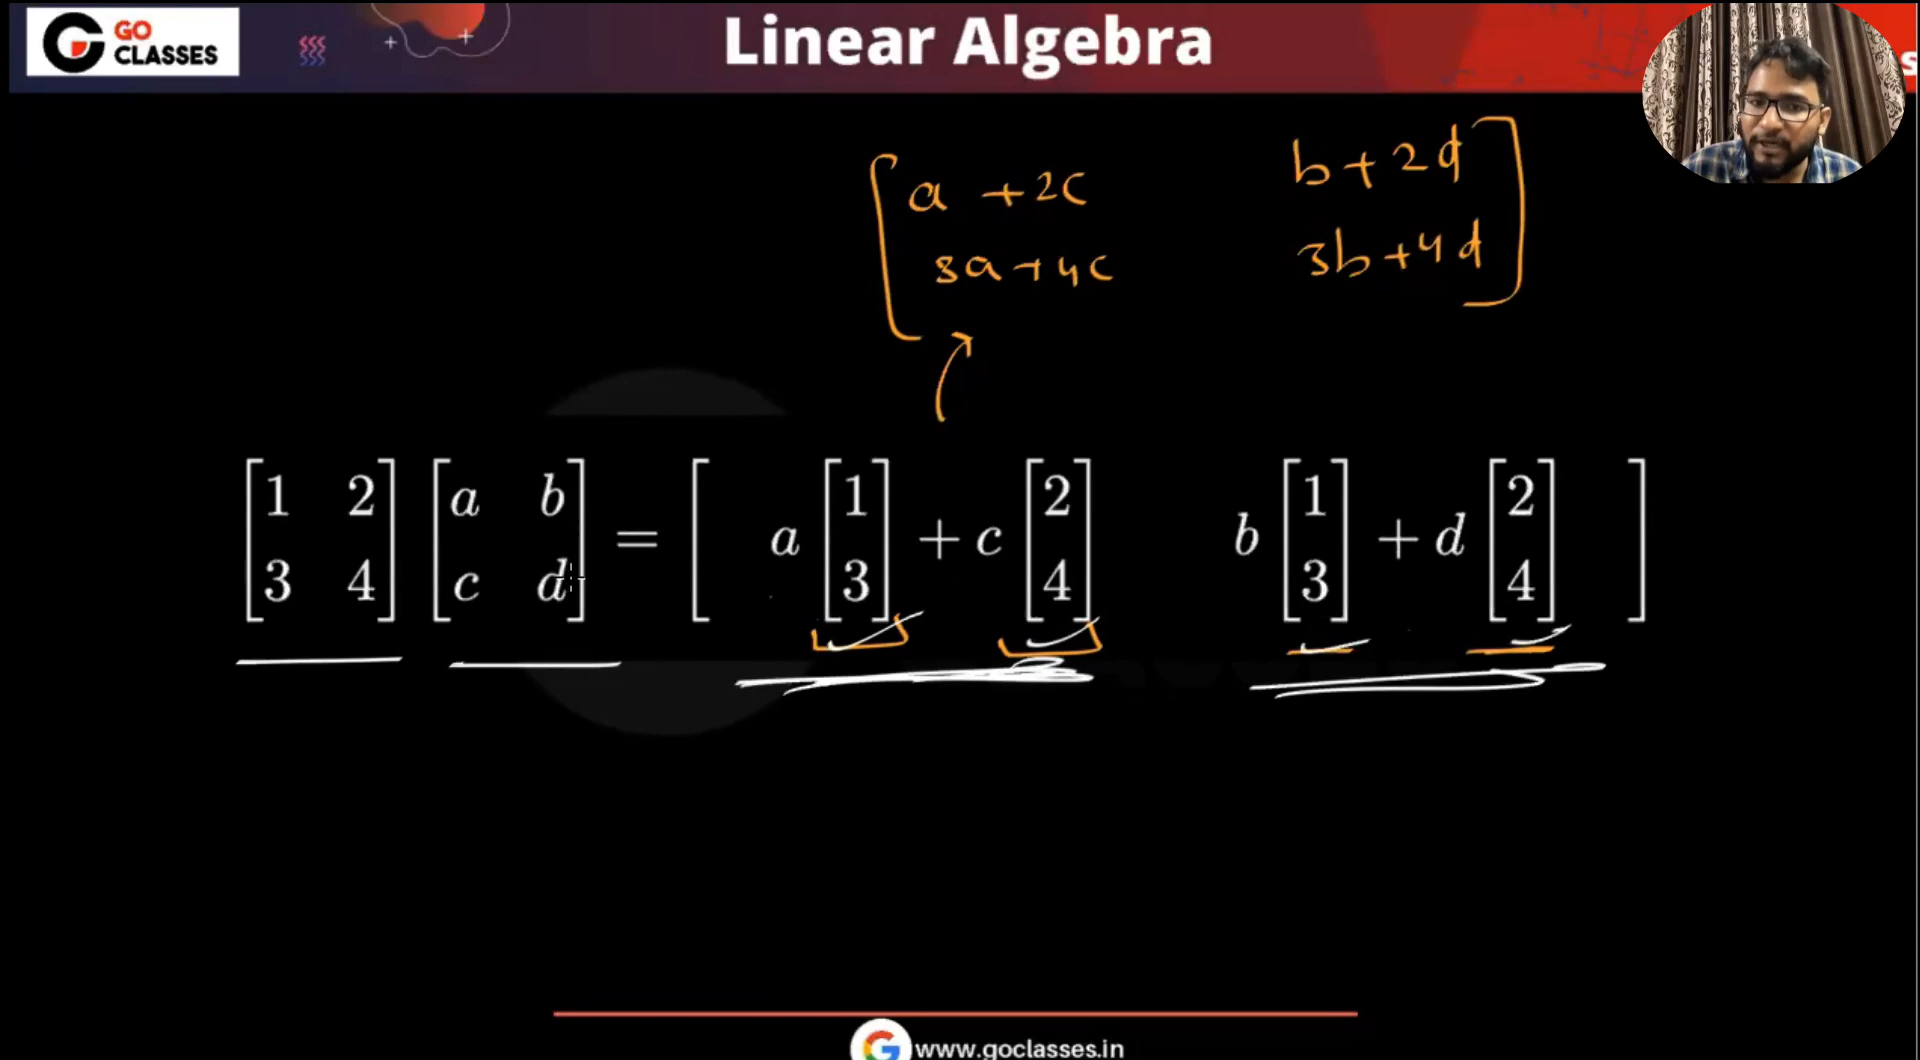 GO
CLASSES
Linear Algebra
s
[ a + 2c b + 2d ]
[ 3a + 4c 3b + 4d ]
[1 2; 3 4] [a b; c d] = [ a [1; 3] + c [2; 4] b [1; 3] + d [2; 4] ]
www.goclasses.in